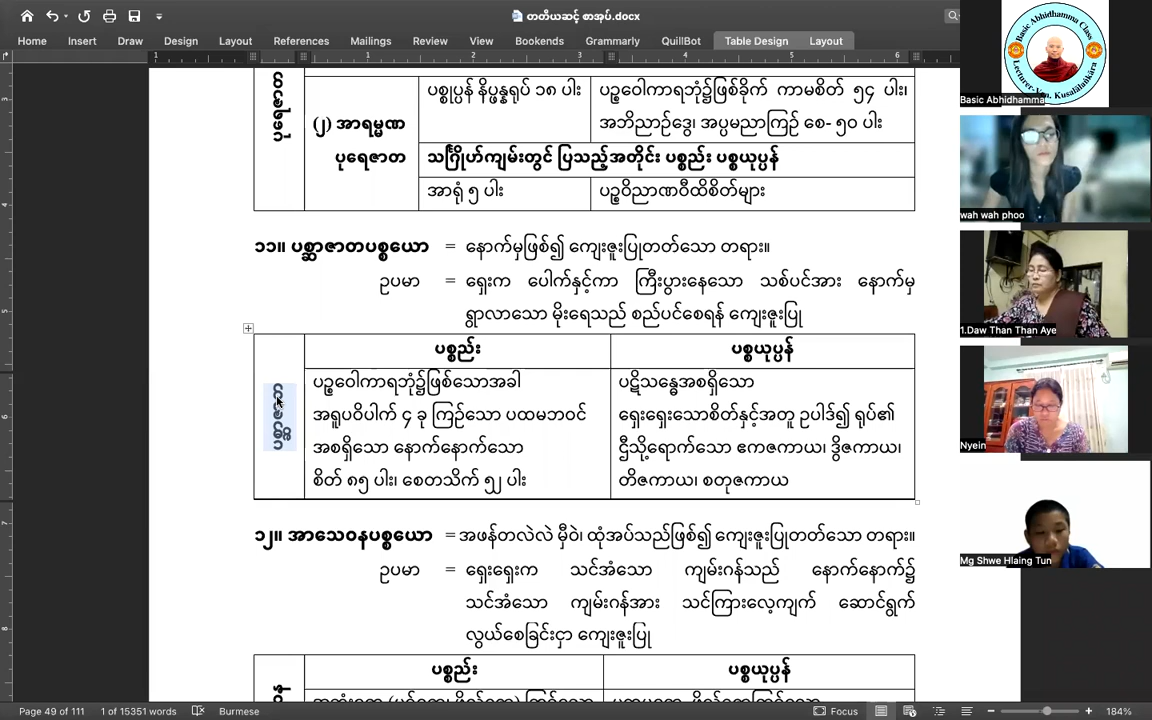 တတိယဆင့် စာအုပ်.docx
Home Insert Draw Design Layout References Mailings Review View Bookends Grammarly QuillBot Table Design Layout
ပုရေဇာတ
(၂) အာရမ္မဏ
ပုရေဇာတ
ပစ္စုပ္ပန် နိပ္ဖန္နရုပ် ၁၈ ပါး
ပဉ္စဝေါကာရဘုံ၌ဖြစ်ခိုက် ကာမစိတ် ၅၄ ပါး၊
အဘိညာဉ်ဒွေ၊ အပ္ပမညာကြဉ် စေ- ၅၀ ပါး
သင်္ဂြိုဟ်ကျမ်းတွင် ပြသည့်အတိုင်း ပစ္စည်း ပစ္စယုပ္ပန်
အာရုံ ၅ ပါး
ပဉ္စဝိညာဏဝီထိစိတ်များ
၁၁။ ပစ္ဆာဇာတပစ္စယော = နောက်မှဖြစ်၍ ကျေးဇူးပြုတတ်သော တရား။
ဥပမာ = ရှေးက ပေါက်နှင့်ကာ ကြီးပွားနေသော သစ်ပင်အား နောက်မှ
ရွာလာသော မိုးရေသည် စည်ပင်စေရန် ကျေးဇူးပြု
ပစ္စည်း ပစ္စယုပ္ပန်
ပစ္ဆာဇာတ
ပဉ္စဝေါကာရဘုံ၌ဖြစ်သောအခါ
အရူပဝိပါက် ၄ ခု ကြဉ်သော ပထမဘဝင်
အစရှိသော နောက်နောက်သော
စိတ် ၈၅ ပါး၊ စေတသိက် ၅၂ ပါး
ပဋိသန္ဓေအစရှိသော
ရှေးရှေးသောစိတ်နှင့်အတူ ဥပါဒ်၍ ရုပ်၏
ဌီသို့ရောက်သော ဧကဇကာယ၊ ဒွိဇကာယ၊
တိဇကာယ၊ စတုဇကာယ
၁၂။ အာသေဝနပစ္စယော = အဖန်တလဲလဲ မှီဝဲ၊ ထုံအပ်သည်ဖြစ်၍ ကျေးဇူးပြုတတ်သော တရား။
ဥပမာ = ရှေးရှေးက သင်အံသော ကျမ်းဂန်သည် နောက်နောက်၌
သင်အံသော ကျမ်းဂန်အား သင်ကြားလေ့ကျက် ဆောင်ရွက်
လွယ်စေခြင်းငှာ ကျေးဇူးပြု
ပစ္စည်း ပစ္စယုပ္ပန်
Page 49 of 111 1 of 15351 words Burmese Focus 184%
Basic Abhidhamma Class
Lecturer-Ven. Kusalālaṅkāra
Basic Abhidhamma
wah wah phoo
1.Daw Than Than Aye
Nyein
Mg Shwe Hlaing Tun